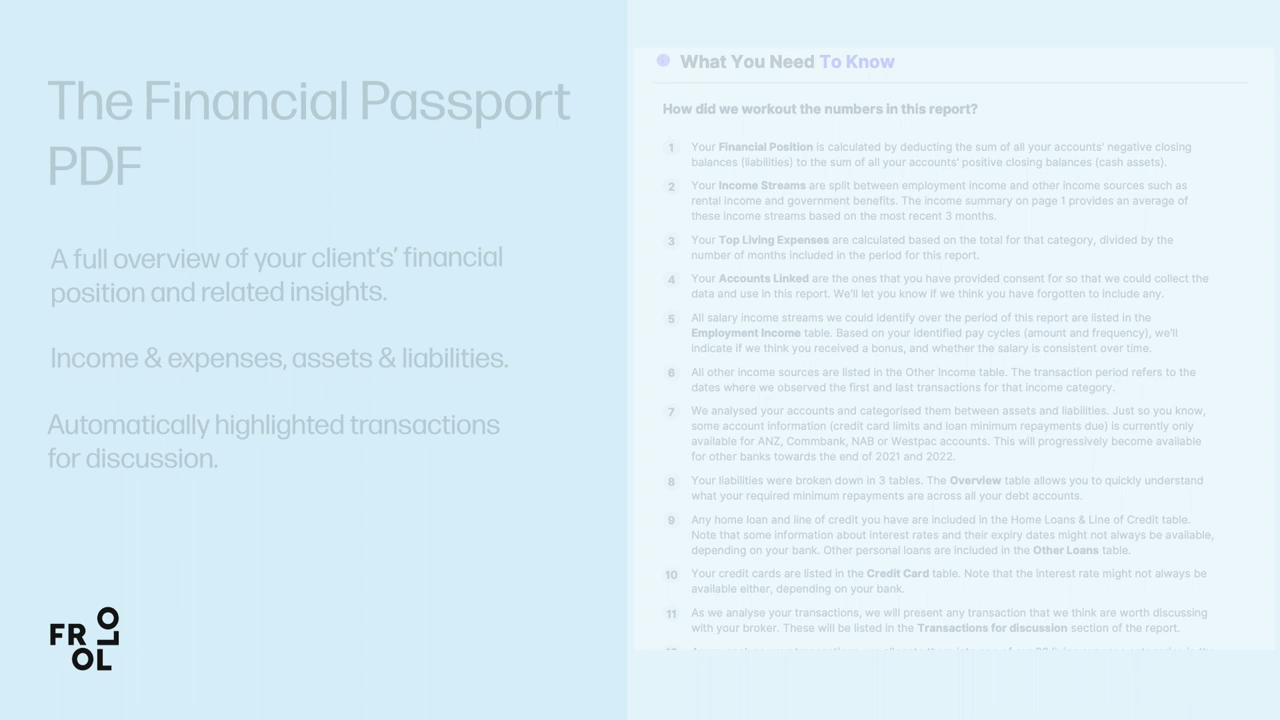 The Financial Passport
PDF
A full overview of your client's' financial
position and related insights.
Income & expenses, assets & liabilities.
Automatically highlighted transactions
for discussion.
FROLLO
What You Need To Know
How did we workout the numbers in this report?
1 Your Financial Position is calculated by deducting the sum of all your accounts' negative closing
balances (liabilities) to the sum of all your accounts' positive closing balances (cash assets).
2 Your Income Streams are split between employment income and other income sources such as
rental income and government benefits. The income summary on page 1 provides an average of
these income streams based on the most recent 3 months.
3 Your Top Living Expenses are calculated based on the total for that category, divided by the
number of months included in the period for this report.
4 Your Accounts Linked are the ones that you have provided consent for so that we could collect the
data and use in this report. We'll let you know if we think you have forgotten to include any.
5 All salary income streams we could identify over the period of this report are listed in the
Employment Income table. Based on your identified pay cycles (amount and frequency), we'll
indicate if we think you received a bonus, and whether the salary is consistent over time.
6 All other income sources are listed in the Other Income table. The transaction period refers to the
dates where we observed the first and last transactions for that income category.
7 We analysed your accounts and categorised them between assets and liabilities. Just so you know,
some account information (credit card limits and loan minimum repayments due) is currently only
available for ANZ, Commbank, NAB or Westpac accounts. This will progressively become available
for other banks towards the end of 2021 and 2022.
8 Your liabilities were broken down in 3 tables. The Overview table allows you to quickly understand
what your required minimum repayments are across all your debt accounts.
9 Any home loan and line of credit you have are included in the Home Loans & Line of Credit table.
Note that some information about interest rates and their expiry dates might not always be available,
depending on your bank. Other personal loans are included in the Other Loans table.
10 Your credit cards are listed in the Credit Card table. Note that the interest rate might not always be
available either, depending on your bank.
11 As we analyse your transactions, we will present any transaction that we think are worth discussing
with your broker. These will be listed in the Transactions for discussion section of the report.